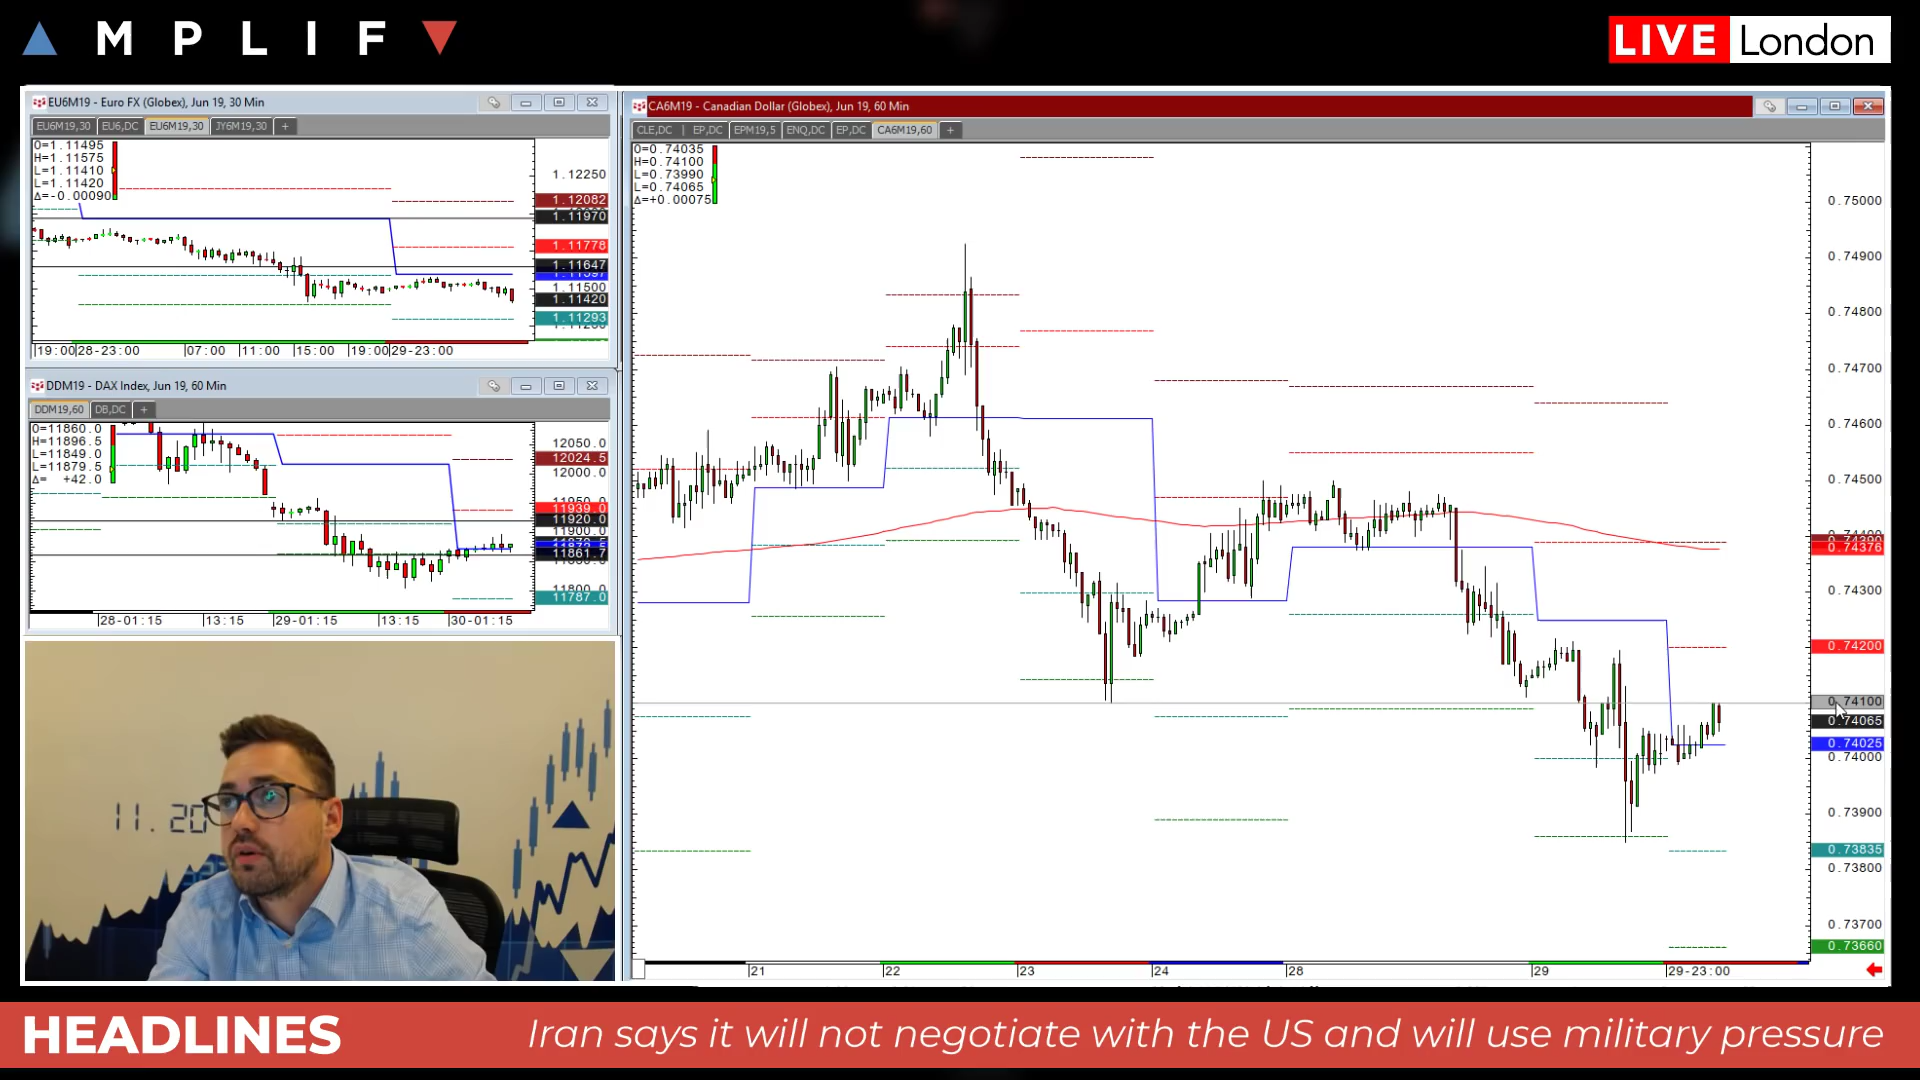 MPLIF
LIVE London
EU6M19 - Euro FX (Globex), Jun 19, 30 Min
EU6M19,30 EU6,DC EU6M19,30 JY6M19,30 +
O=1.11495
H=1.11575
L=1.11410
L=1.11420
Δ=-0.00090
1.12250
1.12082
1.11970
1.11778
1.11647
1.11500
1.11420
1.11293
19:00 28-23:00 07:00 11:00 15:00 19:00 29-23:00
DDM19 - DAX Index, Jun 19, 60 Min
DDM19,60 DB,DC +
O=11860.0
H=11896.5
L=11849.0
L=11879.5
Δ= +42.0
12050.0
12024.5
12000.0
11939.0
11920.0
11900.0
11861.7
11787.0
28-01:15 13:15 29-01:15 13:15 30-01:15
11.20
CA6M19 - Canadian Dollar (Globex), Jun 19, 60 Min
CLE,DC EP,DC EPM19,5 ENQ,DC EP,DC CA6M19,60 +
O=0.74035
H=0.74100
L=0.73990
L=0.74065
Δ=+0.00075
0.75000
0.74900
0.74800
0.74700
0.74600
0.74500
0.74376
0.74300
0.74200
0.74100
0.74065
0.74025
0.74000
0.73900
0.73835
0.73800
0.73700
0.73660
21 22 23 24 28 29 29-23:00
HEADLINES
Iran says it will not negotiate with the US and will use military pressure